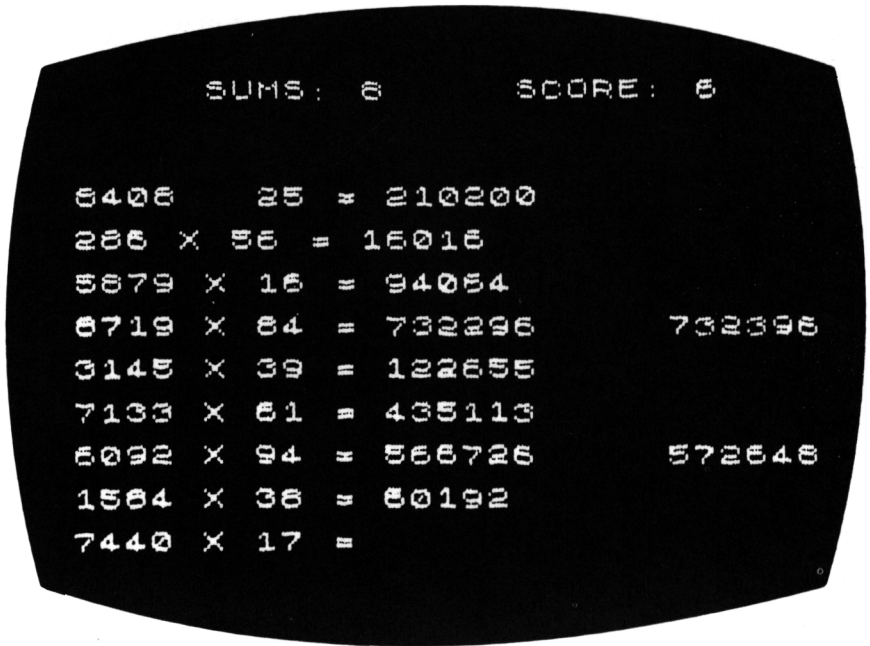 SUMS: 8 SCORE: 6
8408 25 = 210200
286 × 56 = 16016
5879 × 16 = 94064
8719 × 84 = 732296 732396
3145 × 39 = 122655
7133 × 61 = 435113
6092 × 94 = 566726 572648
1584 × 38 = 60192
7440 × 17 =